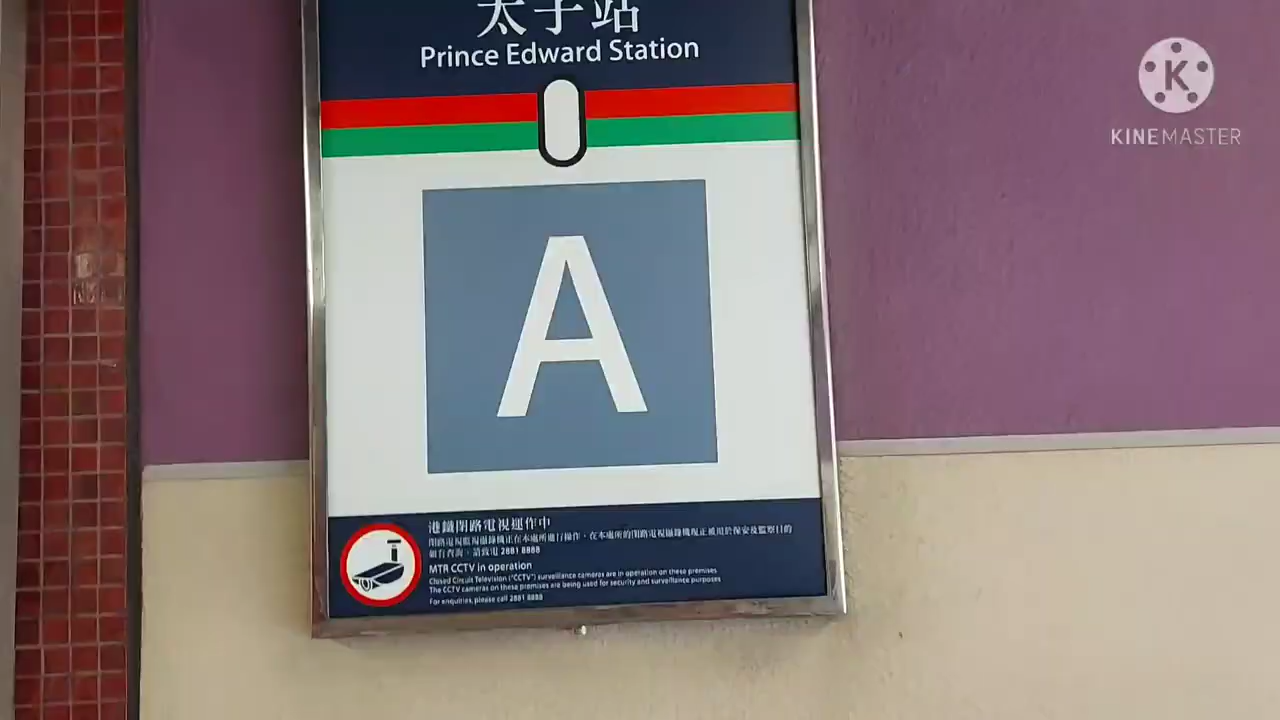 太子站
Prince Edward Station
A
港鐵閉路電視運作中
閉路電視監視攝錄機正在本處所進行操作，在本處所的閉路電視攝錄機現正被用於保安及監察目的
如有查詢，請致電 2881 8888
MTR CCTV in operation
Closed Circuit Television ("CCTV") surveillance cameras are in operation on these premises
The CCTV cameras on these premises are being used for security and surveillance purposes
For enquiries, please call 2881 8888
K
KINEMASTER